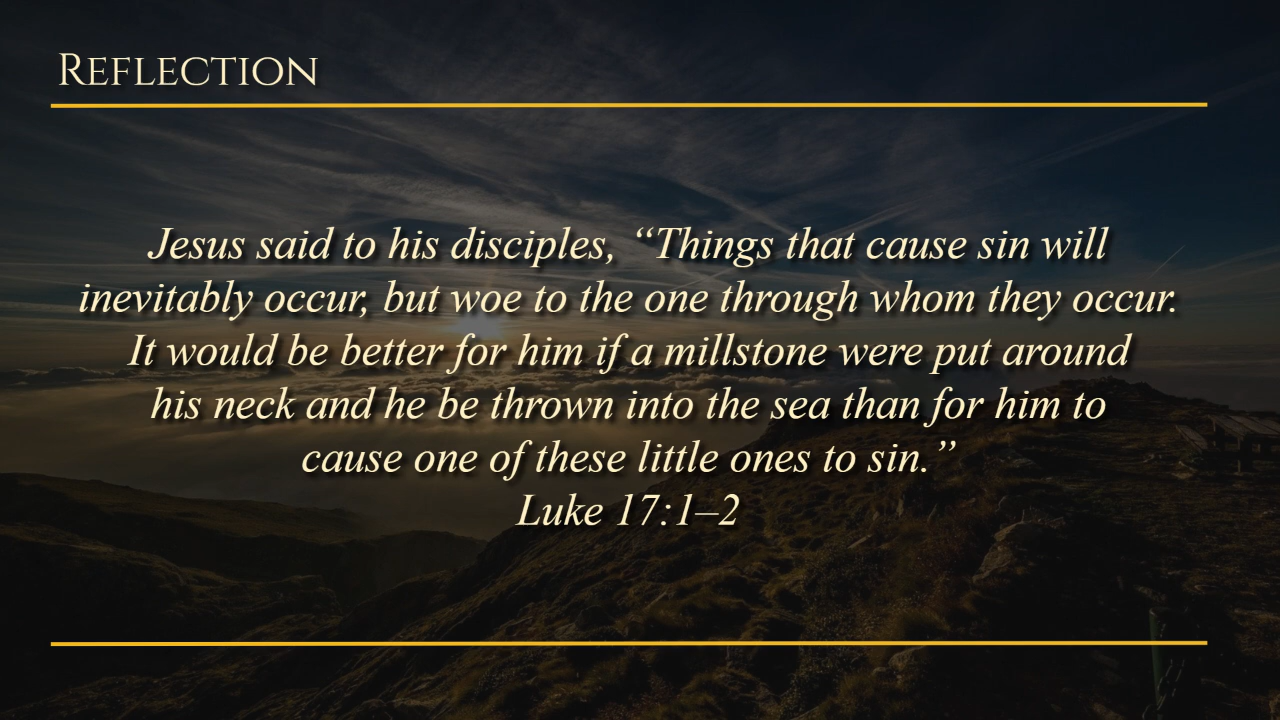 Reflection
Jesus said to his disciples, “Things that cause sin will
inevitably occur, but woe to the one through whom they occur.
It would be better for him if a millstone were put around
his neck and he be thrown into the sea than for him to
cause one of these little ones to sin.”
Luke 17:1–2